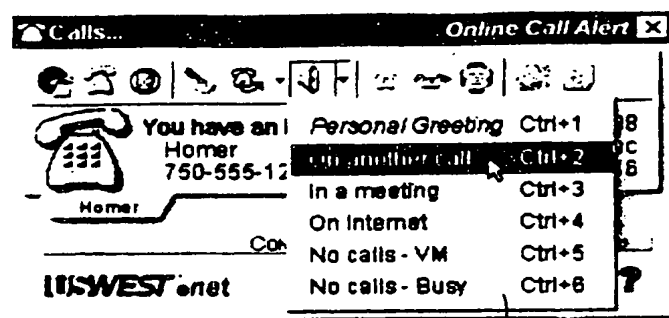 Calls... Online Call Alert
You have an I
Homer
750-555-12
Personal Greeting Ctrl+1
On another call Ctrl+2
In a meeting Ctrl+3
On Internet Ctrl+4
No calls - VM Ctrl+5
No calls - Busy Ctrl+6
Homer
Con
USWEST.net
?